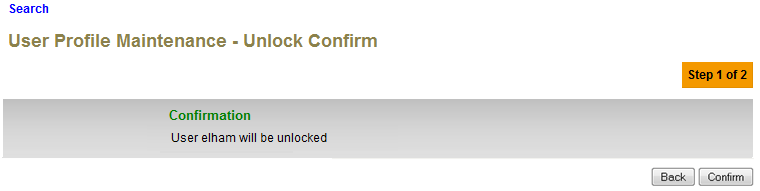 Search
User Profile Maintenance - Unlock Confirm
Step 1 of 2
Confirmation
User elham will be unlocked
Back Confirm